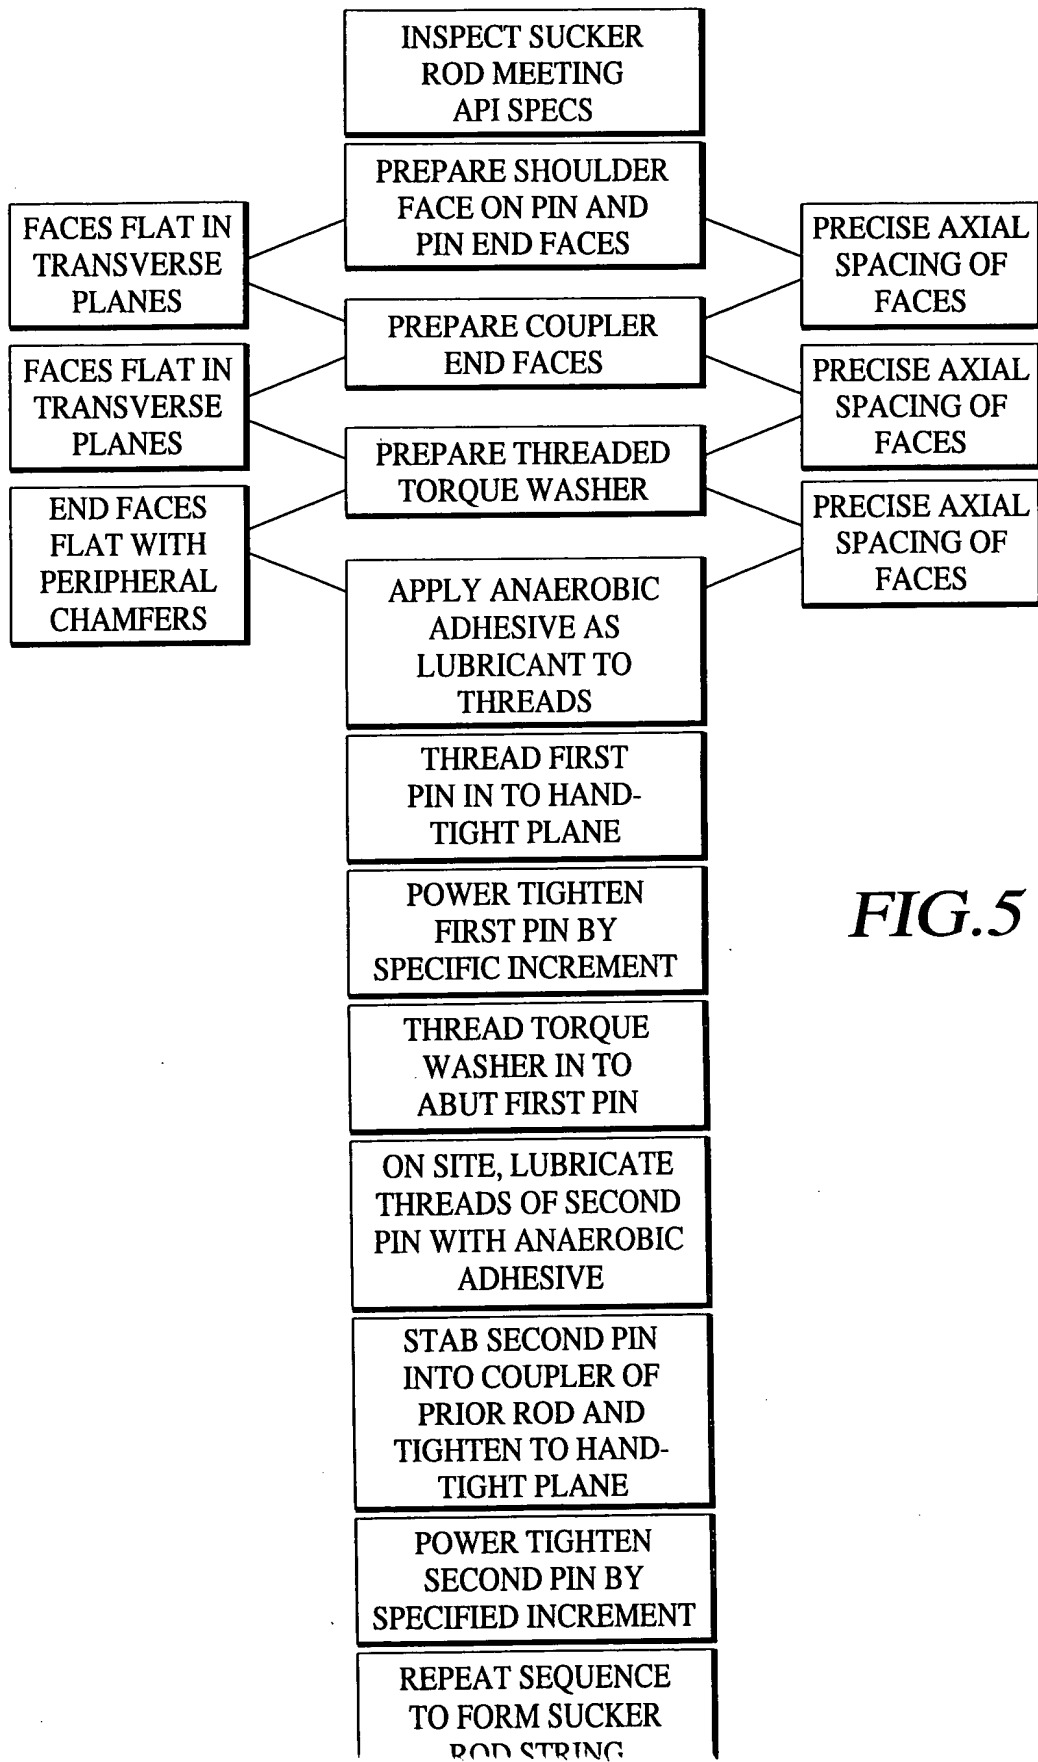 INSPECT SUCKER
ROD MEETING
API SPECS
PREPARE SHOULDER
FACE ON PIN AND
PIN END FACES
FACES FLAT IN
TRANSVERSE
PLANES
PRECISE AXIAL
SPACING OF
FACES
PREPARE COUPLER
END FACES
FACES FLAT IN
TRANSVERSE
PLANES
PRECISE AXIAL
SPACING OF
FACES
PREPARE THREADED
TORQUE WASHER
END FACES
FLAT WITH
PERIPHERAL
CHAMFERS
PRECISE AXIAL
SPACING OF
FACES
APPLY ANAEROBIC
ADHESIVE AS
LUBRICANT TO
THREADS
THREAD FIRST
PIN IN TO HAND-
TIGHT PLANE
POWER TIGHTEN
FIRST PIN BY
SPECIFIC INCREMENT
FIG.5
THREAD TORQUE
WASHER IN TO
ABUT FIRST PIN
ON SITE, LUBRICATE
THREADS OF SECOND
PIN WITH ANAEROBIC
ADHESIVE
STAB SECOND PIN
INTO COUPLER OF
PRIOR ROD AND
TIGHTEN TO HAND-
TIGHT PLANE
POWER TIGHTEN
SECOND PIN BY
SPECIFIED INCREMENT
REPEAT SEQUENCE
TO FORM SUCKER
ROD STRING